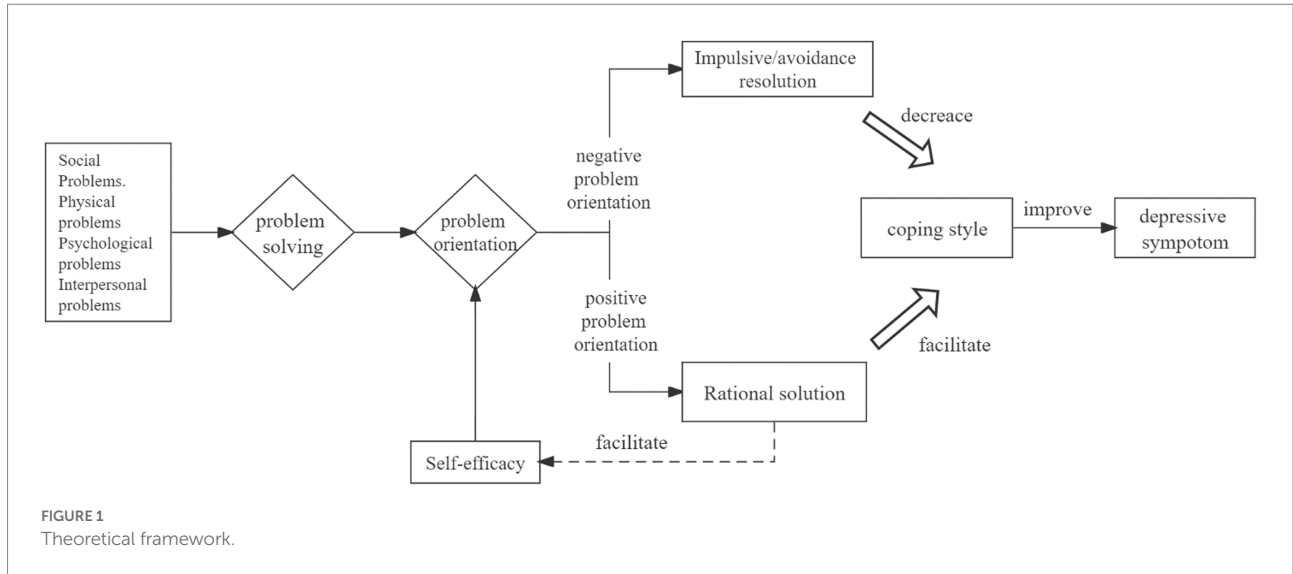 Social
Problems.
Physical
problems
Psychological
problems
Interpersonal
problems
problem
solving
problem
orientation
negative
problem
orientation
positive
problem
orientation
Impulsive/avoidance
resolution
decreace
Rational solution
facilitate
facilitate
Self-efficacy
coping style
improve
depressive
sympotom
FIGURE 1
Theoretical framework.